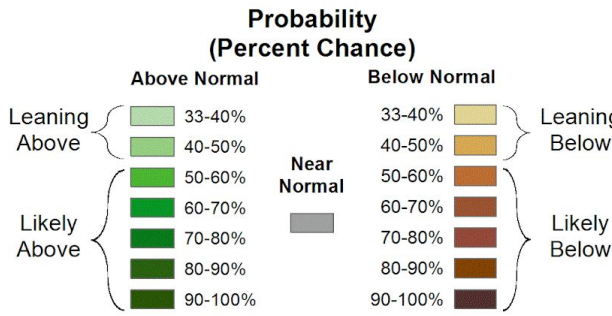 Probability
(Percent Chance)
Above Normal
Below Normal
Leaning
Above
33-40%
40-50%
Likely
Above
50-60%
60-70%
70-80%
80-90%
90-100%
Near
Normal
33-40%
40-50%
Leaning
Below
50-60%
60-70%
70-80%
80-90%
90-100%
Likely
Below